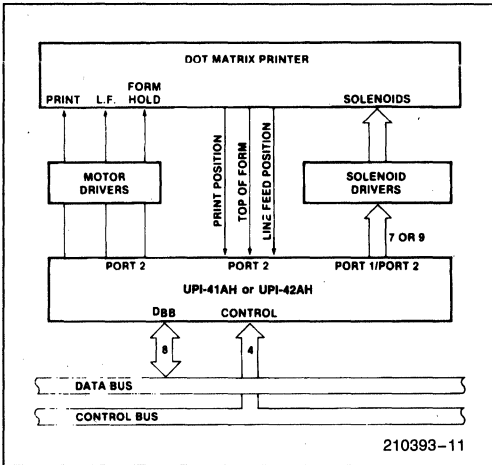 DOT MATRIX PRINTER
FORM
PRINT L.F. HOLD SOLENOIDS
MOTOR
DRIVERS
PRINT POSITION
TOP OF FORM
LINE FEED POSITION
SOLENOID
DRIVERS
7 OR 9
PORT 2 PORT 2 PORT 1/PORT 2
UPI-41AH or UPI-42AH
DBB CONTROL
8 4
DATA BUS
CONTROL BUS
210393-11